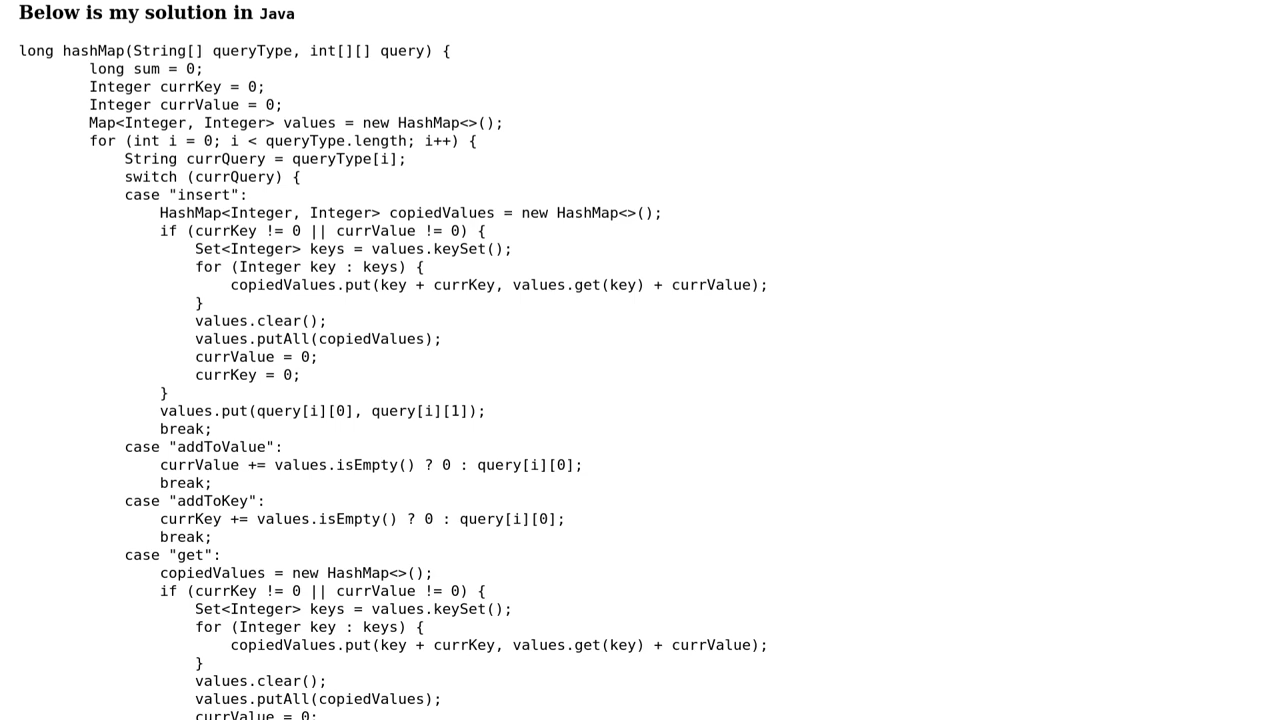 Below is my solution in Java
long hashMap(String[] queryType, int[][] query) {
        long sum = 0;
        Integer currKey = 0;
        Integer currValue = 0;
        Map<Integer, Integer> values = new HashMap<>();
        for (int i = 0; i < queryType.length; i++) {
            String currQuery = queryType[i];
            switch (currQuery) {
            case "insert":
                HashMap<Integer, Integer> copiedValues = new HashMap<>();
                if (currKey != 0 || currValue != 0) {
                    Set<Integer> keys = values.keySet();
                    for (Integer key : keys) {
                        copiedValues.put(key + currKey, values.get(key) + currValue);
                    }
                    values.clear();
                    values.putAll(copiedValues);
                    currValue = 0;
                    currKey = 0;
                }
                values.put(query[i][0], query[i][1]);
                break;
            case "addToValue":
                currValue += values.isEmpty() ? 0 : query[i][0];
                break;
            case "addToKey":
                currKey += values.isEmpty() ? 0 : query[i][0];
                break;
            case "get":
                copiedValues = new HashMap<>();
                if (currKey != 0 || currValue != 0) {
                    Set<Integer> keys = values.keySet();
                    for (Integer key : keys) {
                        copiedValues.put(key + currKey, values.get(key) + currValue);
                    }
                    values.clear();
                    values.putAll(copiedValues);
                    currValue = 0;